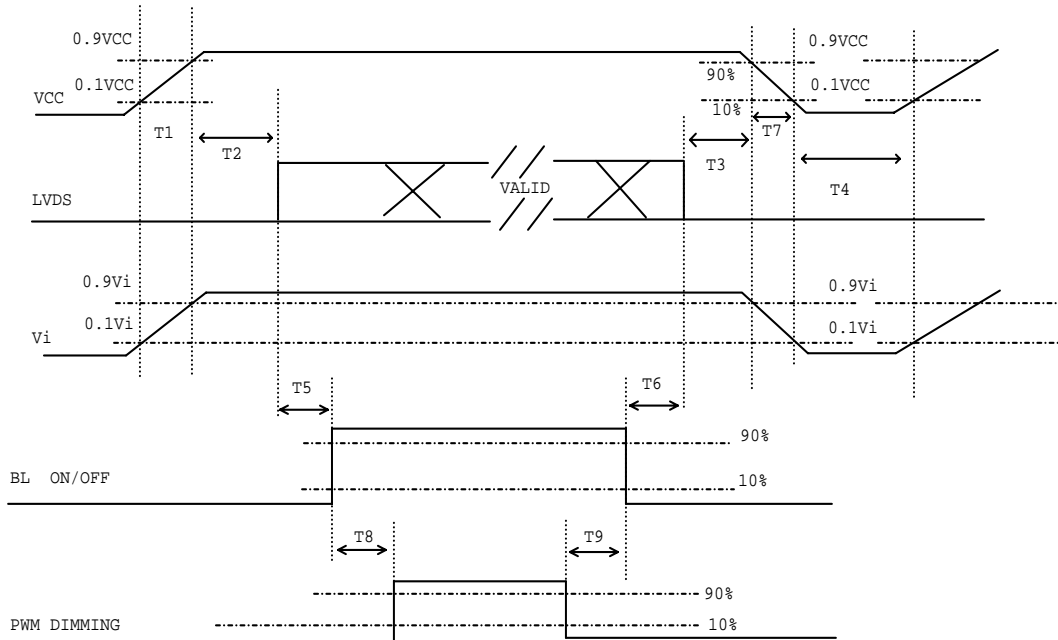 0.9VCC 0.9VCC
90%
0.1VCC 0.1VCC
VCC
10%
T1 T2 T3 T7 T4
LVDS VALID
0.9Vi 0.9Vi
0.1Vi 0.1Vi
Vi
T5 T6
90%
BL ON/OFF 10%
T8 T9
90%
PWM DIMMING 10%